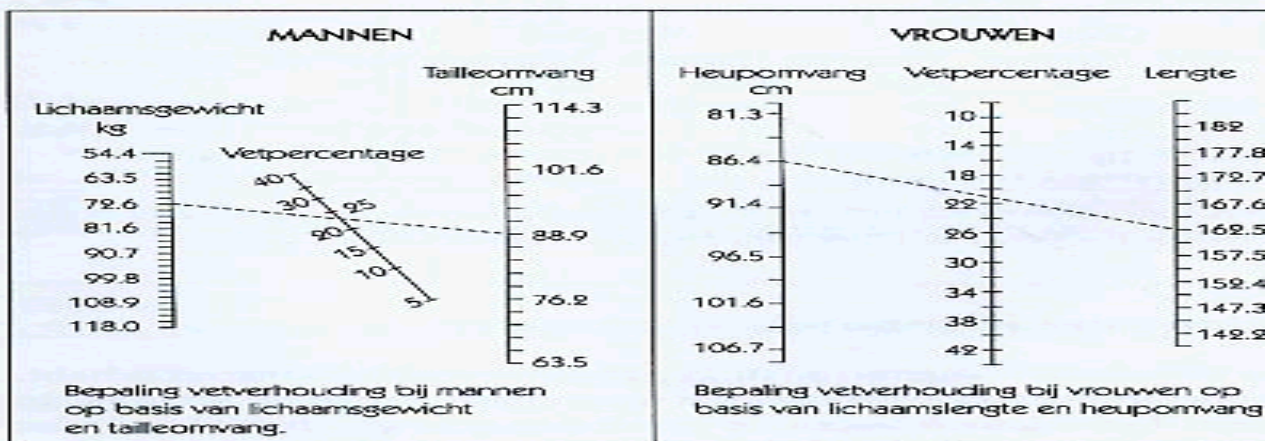 MANNEN
Tailleomvang
cm
Lichaamsgewicht
kg
Vetpercentage
54.4
63.5
72.6
81.6
90.7
99.8
108.9
118.0
40
30
25
20
15
10
5
114.3
101.6
88.9
76.2
63.5
Bepaling vetverhouding bij mannen
op basis van lichaamsgewicht
en tailleomvang.
VROUWEN
Heupomvang
cm
Vetpercentage
Lengte
81.3
86.4
91.4
96.5
101.6
106.7
10
14
18
22
26
30
34
38
42
182
177.8
172.7
167.6
162.5
157.5
152.4
147.3
142.2
Bepaling vetverhouding bij vrouwen op
basis van lichaamslengte en heupomvang